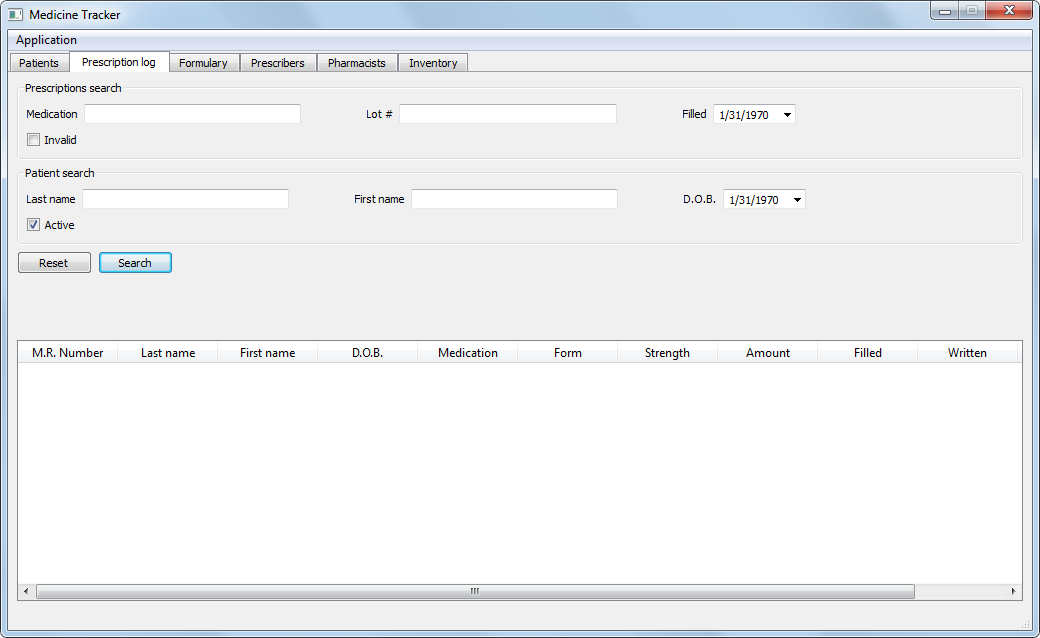 Medicine Tracker
Application
Patients Prescription log Formulary Prescribers Pharmacists Inventory
Prescriptions search
Medication Lot # Filled 1/31/1970
Invalid
Patient search
Last name First name D.O.B. 1/31/1970
Active
Reset Search
M.R. Number Last name First name D.O.B. Medication Form Strength Amount Filled Written